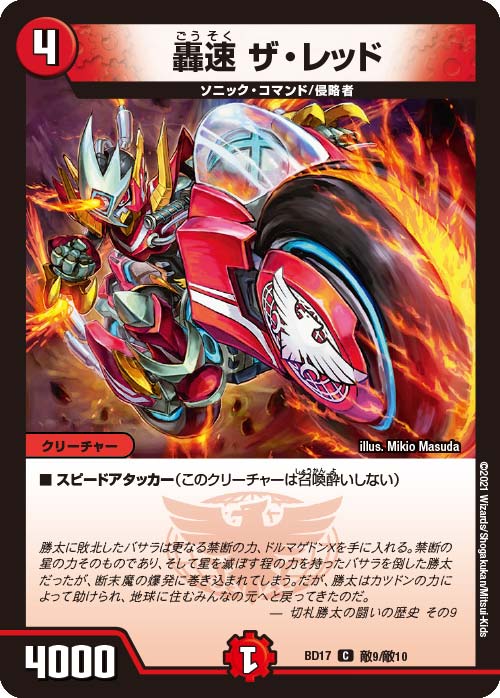 4
ごうそく
轟速 ザ・レッド
ソニック・コマンド/侵略者
クリーチャー
illus. Mikio Masuda
■ スピードアタッカー(このクリーチャーは召喚酔いしない)
しょうかん よ
勝太に敗北したバサラは更なる禁断の力、ドルマゲドンXを手に入れる。禁断の
星の力そのものであり、そして星を滅ぼす程の力を持ったバサラを倒した勝太
だったが、断末魔の爆発に巻き込まれてしまう。だが、勝太はカツドンの力に
よって助けられ、地球に住むみんなの元へと戻ってきたのだ。
— 切札勝太の闘いの歴史 その9
©2021 Wizards/Shogakukan/Mitsui-Kids
4000
1
BD17 C 敵9/敵10